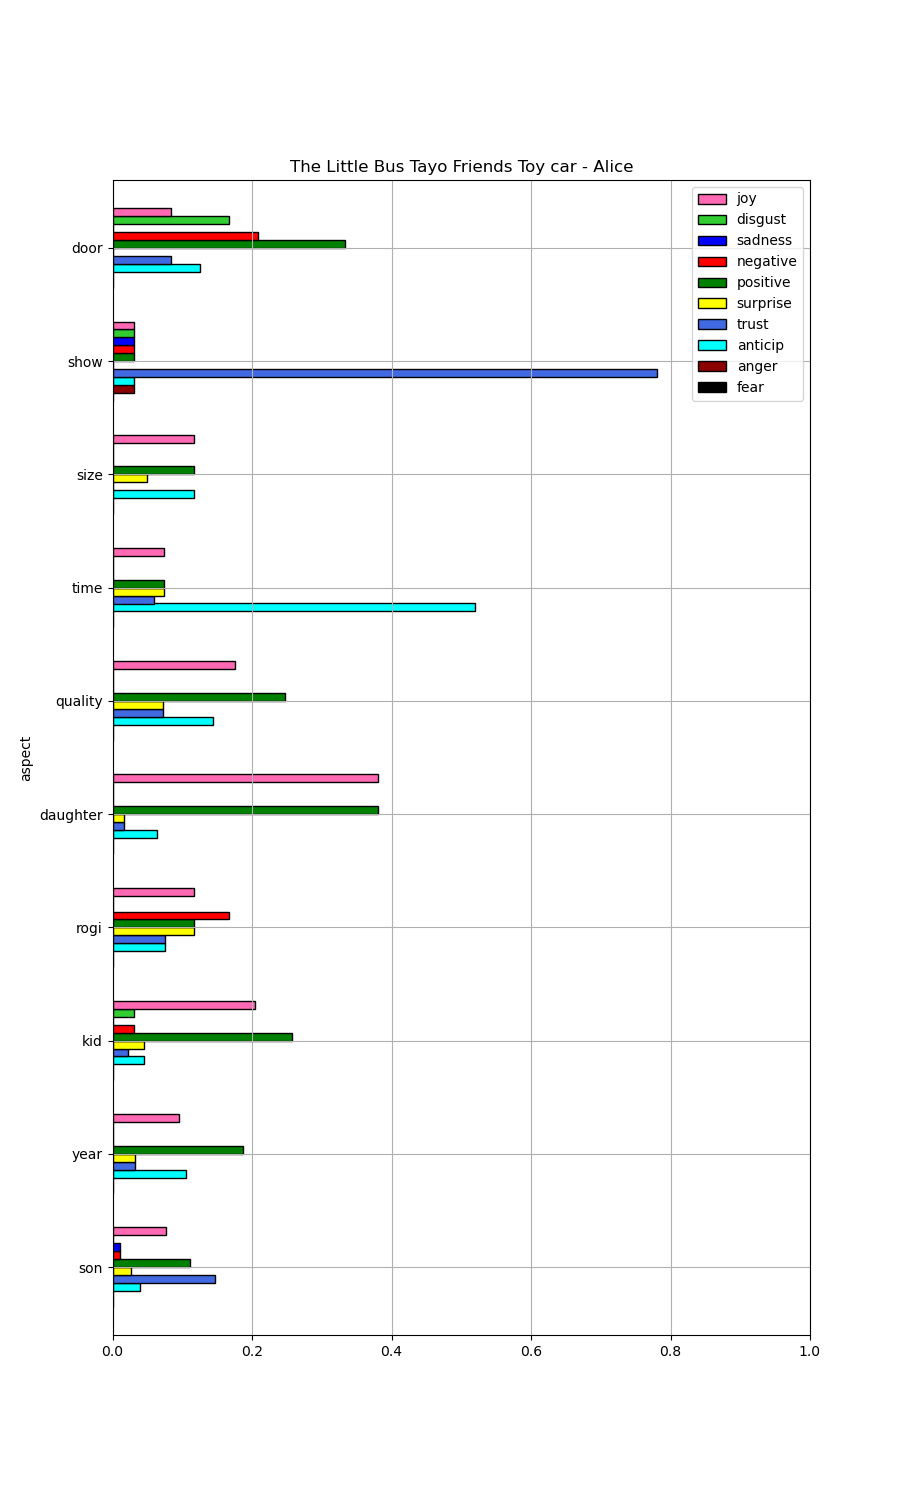 The Little Bus Tayo Friends Toy car - Alice
joy
disgust
sadness
negative
positive
surprise
trust
anticip
anger
fear
door
show
size
time
quality
daughter
rogi
kid
year
son
aspect
0.0 0.2 0.4 0.6 0.8 1.0